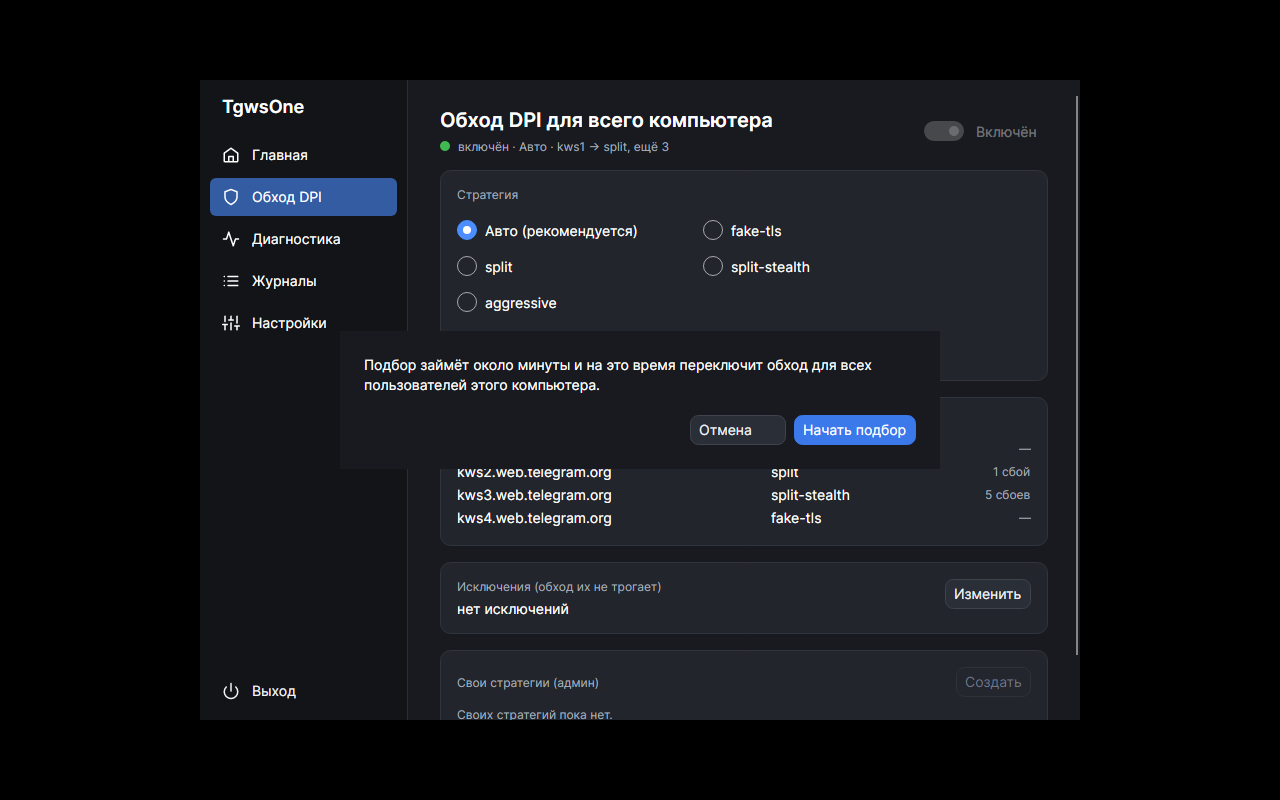 TgwsOne
Главная
Обход DPI
Диагностика
Журналы
Настройки
Выход
Обход DPI для всего компьютера
включён · Авто · kws1 → split, ещё 3
Включён
Стратегия
Авто (рекомендуется)
fake-tls
split
split-stealth
aggressive
Подбор займёт около минуты и на это время переключит обход для всех
пользователей этого компьютера.
Отмена
Начать подбор
—
kws2.web.telegram.org split 1 сбой
kws3.web.telegram.org split-stealth 5 сбоев
kws4.web.telegram.org fake-tls —
Исключения (обход их не трогает)
нет исключений
Изменить
Свои стратегии (админ)
Создать
Своих стратегий пока нет.